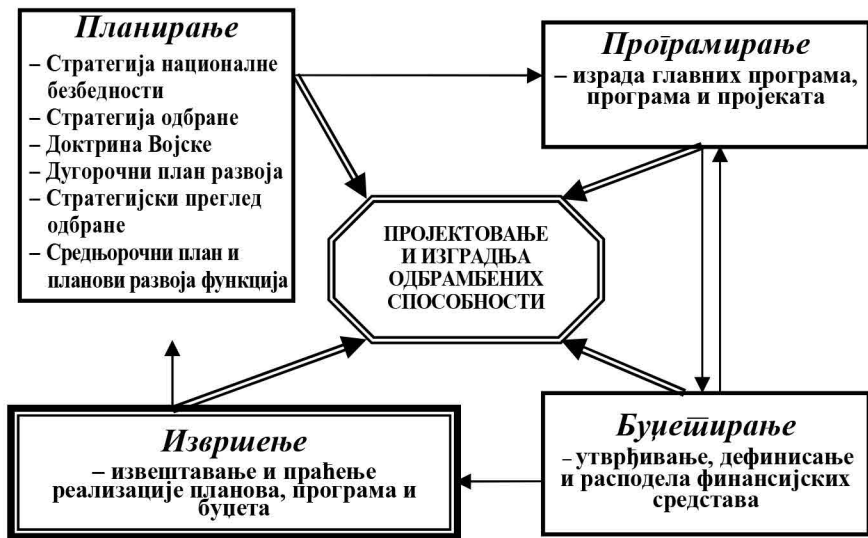 Планирање
– Стратегија националне
безбедности
– Стратегија одбране
– Доктрина Војске
– Дугорочни план развоја
– Стратегијски преглед
одбране
– Средњорочни план и
планови развоја функција
Програмирање
– израда главних програма,
програма и пројеката
ПРОЈЕКТОВАЊЕ
И ИЗГРАДЊА
ОДБРАМБЕНИХ
СПОСОБНОСТИ
Извршење
– извештавање и праћење
реализације планова, програма и
буџета
Буџетирање
– утврђивање, дефинисање
и расподела финансијских
средстава